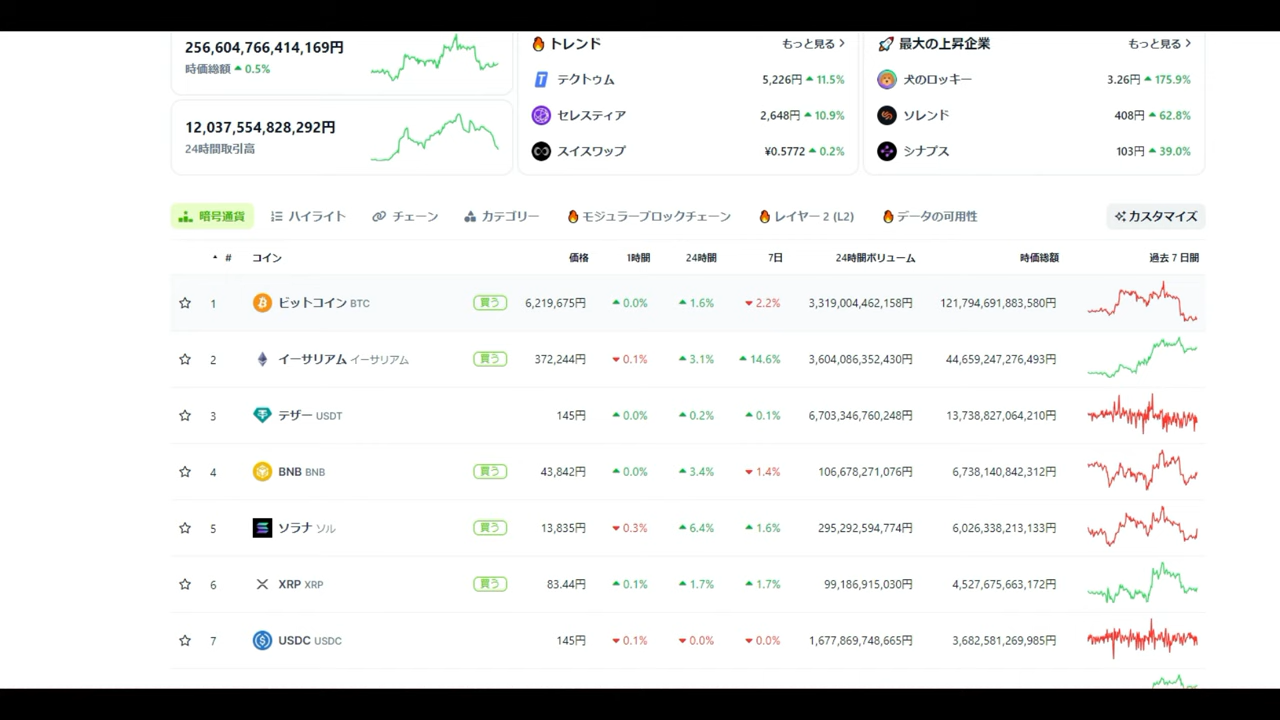 256,604,766,414,169円
時価総額 0.5%
12,037,554,828,292円
24時間取引高
トレンド もっと見る
テクトゥム 5,226円 11.5%
セレスティア 2,648円 10.9%
スイスワップ ¥0.5772 0.2%
最大の上昇企業 もっと見る
犬のロッキー 3.26円 175.9%
ソレンド 408円 62.8%
シナプス 103円 39.0%
暗号通貨 ハイライト チェーン カテゴリー モジュラーブロックチェーン レイヤー 2 (L2) データの可用性 カスタマイズ
# コイン 価格 1時間 24時間 7日 24時間ボリューム 時価総額 過去 7 日間
1 ビットコイン BTC 買う 6,219,675円 0.0% 1.6% 2.2% 3,319,004,462,158円 121,794,691,883,580円
2 イーサリアム イーサリアム 買う 372,244円 0.1% 3.1% 14.6% 3,604,086,352,430円 44,659,247,276,493円
3 テザー USDT 145円 0.0% 0.2% 0.1% 6,703,346,760,248円 13,738,827,064,210円
4 BNB BNB 買う 43,842円 0.0% 3.4% 1.4% 106,678,271,076円 6,738,140,842,312円
5 ソラナ ソル 買う 13,835円 0.3% 6.4% 1.6% 295,292,594,774円 6,026,338,213,133円
6 XRP XRP 買う 83.44円 0.1% 1.7% 1.7% 99,186,915,030円 4,527,675,663,172円
7 USDC USDC 145円 0.1% 0.0% 0.0% 1,677,869,748,665円 3,682,581,269,985円